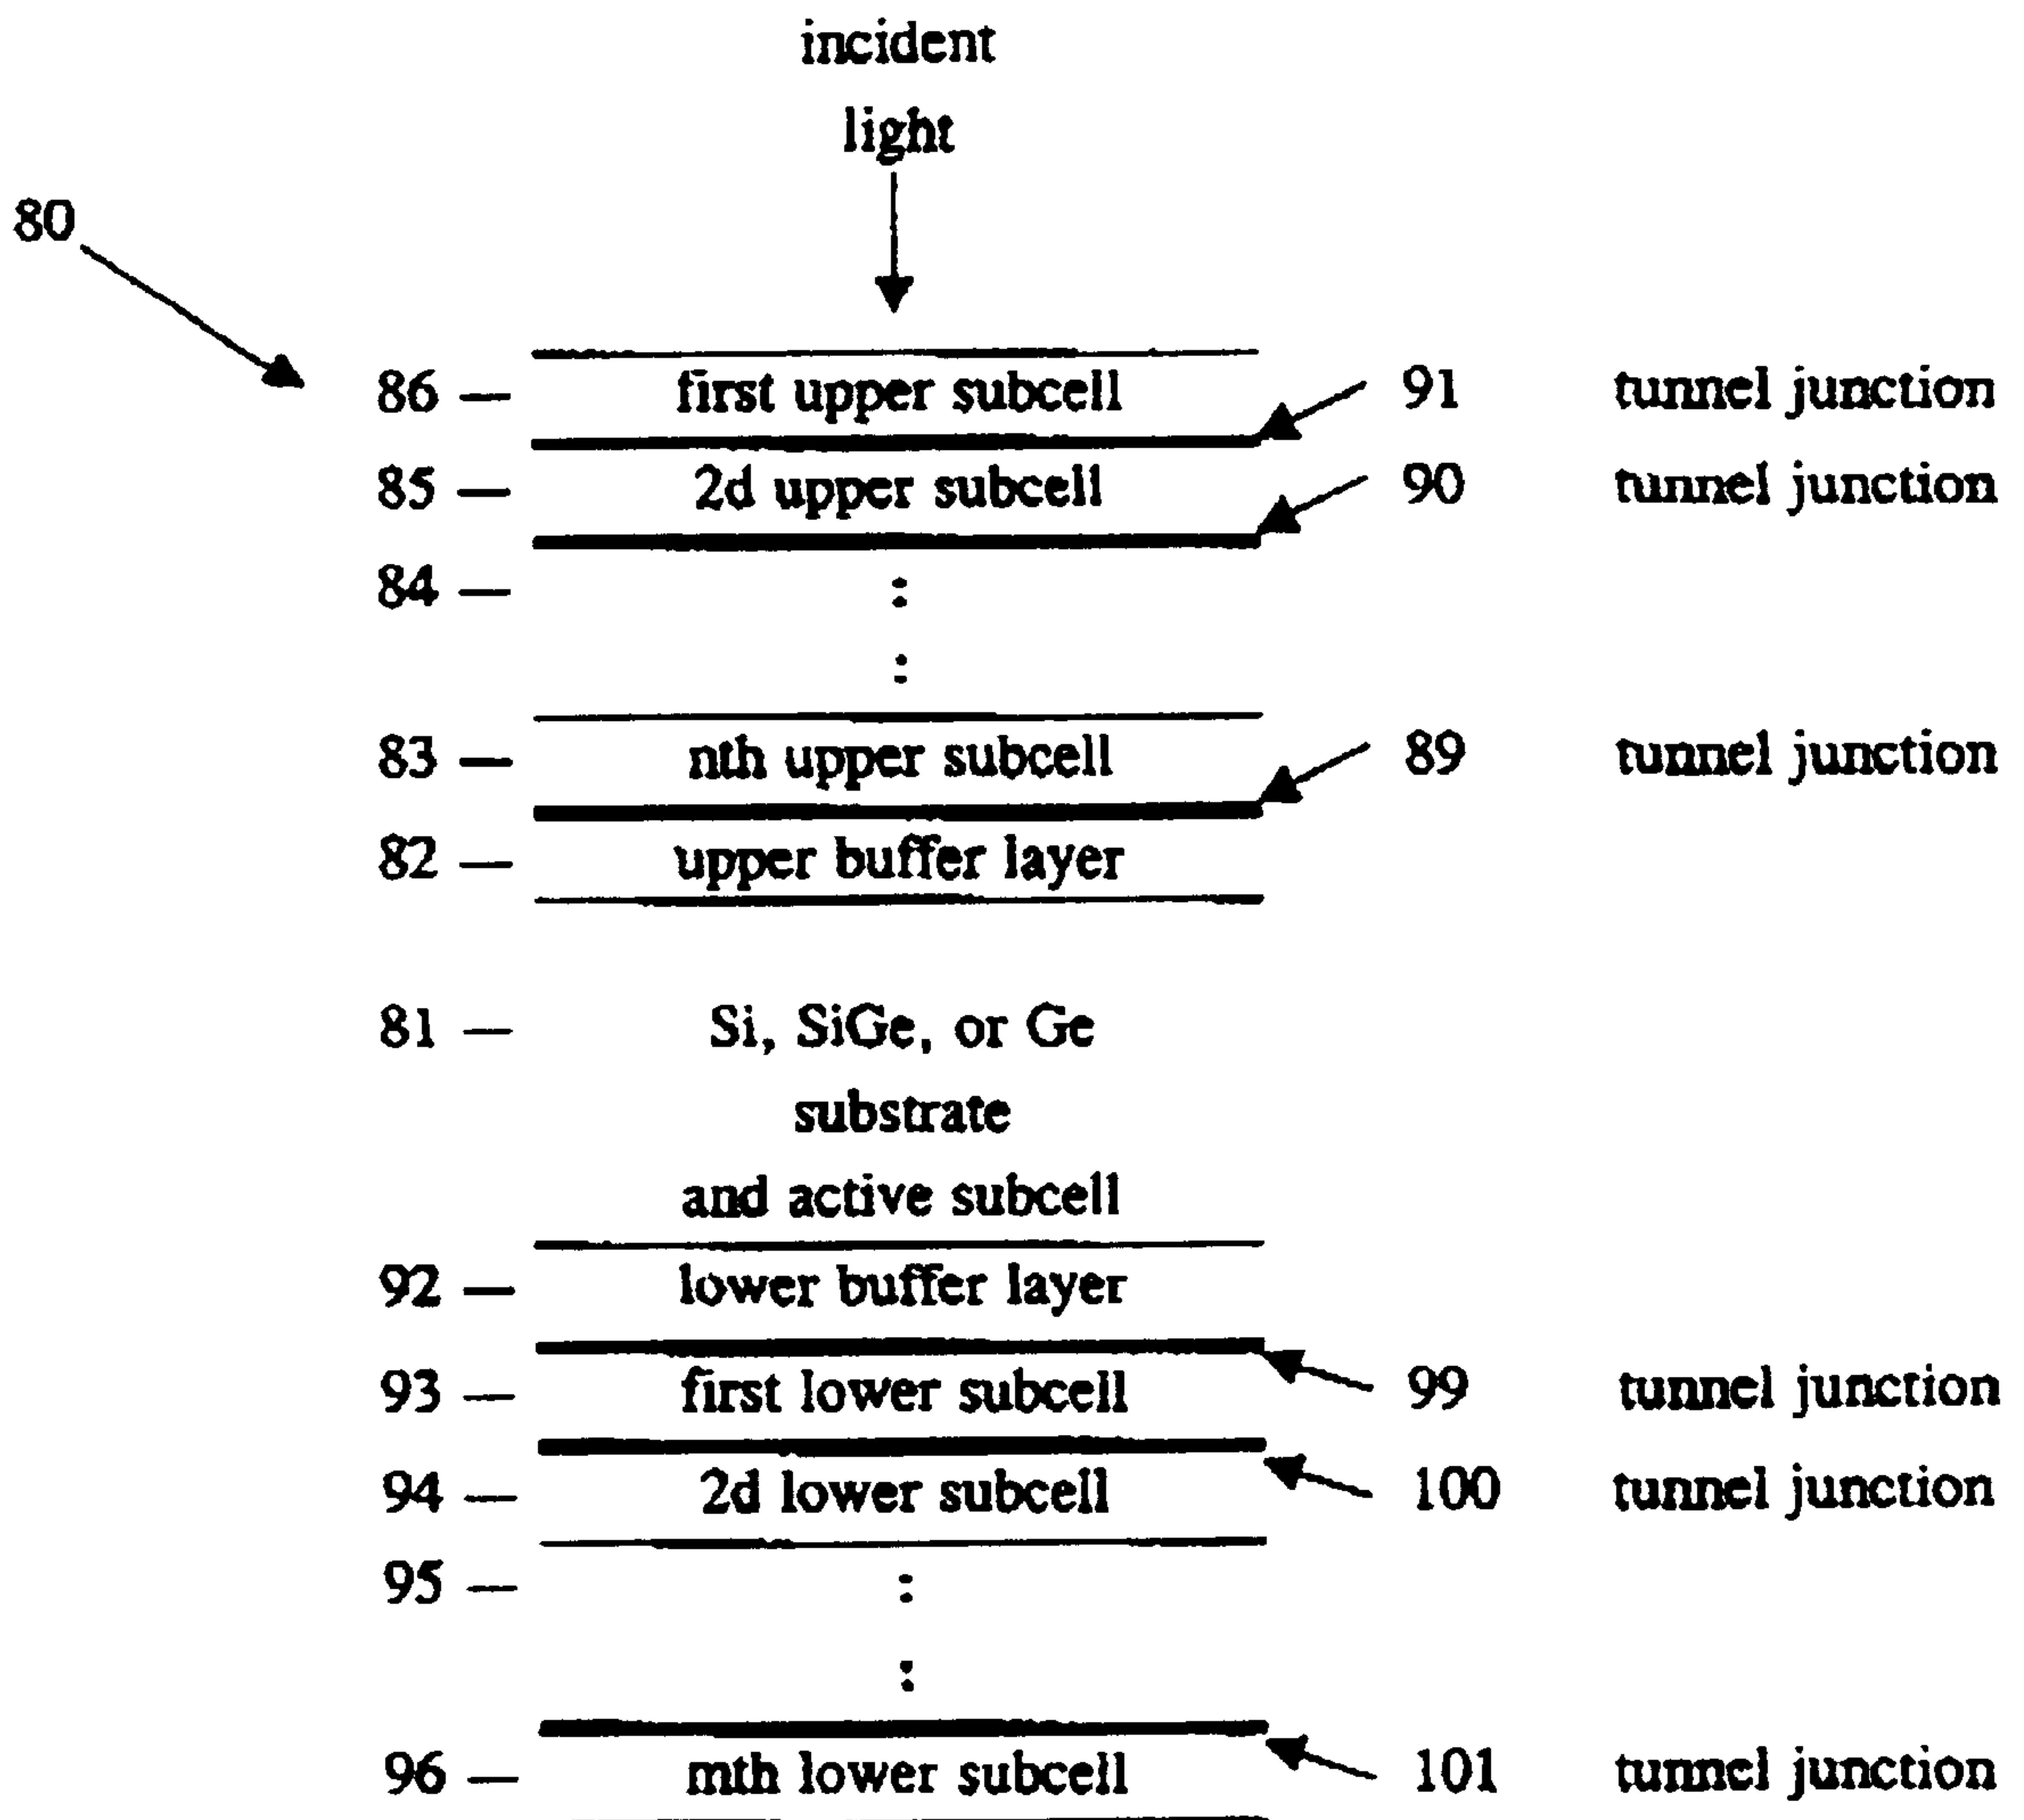 incident
light
80
86 — first upper subcell 91 tunnel junction
85 — 2d upper subcell 90 tunnel junction
84 — :
:
83 — nth upper subcell 89 tunnel junction
82 — upper buffer layer
81 — Si, SiGe, or Ge
substrate
and active subcell
92 — lower buffer layer
93 — first lower subcell 99 tunnel junction
94 — 2d lower subcell 100 tunnel junction
95 — :
:
96 — mth lower subcell 101 tunnel junction